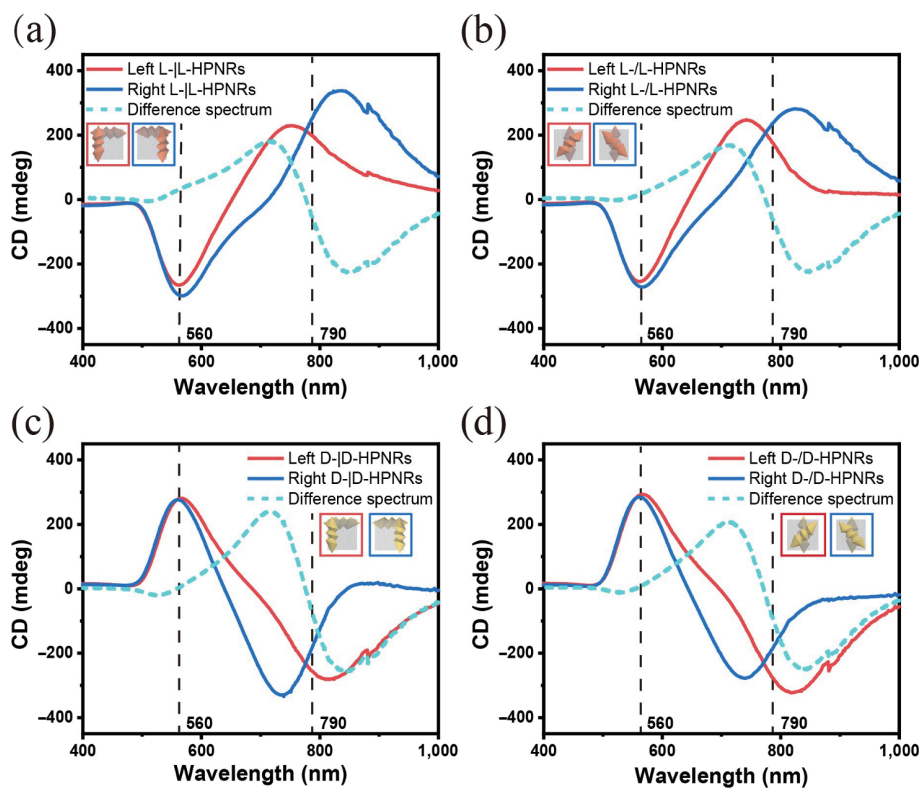 (a)
Left L-|L-HPNRs
Right L-|L-HPNRs
Difference spectrum
CD (mdeg)
400
200
0
−200
−400
560
790
400
600
800
1,000
Wavelength (nm)
(b)
Left L-/L-HPNRs
Right L-/L-HPNRs
Difference spectrum
CD (mdeg)
400
200
0
−200
−400
560
790
400
600
800
1,000
Wavelength (nm)
(c)
Left D-|D-HPNRs
Right D-|D-HPNRs
Difference spectrum
CD (mdeg)
400
200
0
−200
−400
560
790
400
600
800
1,000
Wavelength (nm)
(d)
Left D-/D-HPNRs
Right D-/D-HPNRs
Difference spectrum
CD (mdeg)
400
200
0
−200
−400
560
790
400
600
800
1,000
Wavelength (nm)